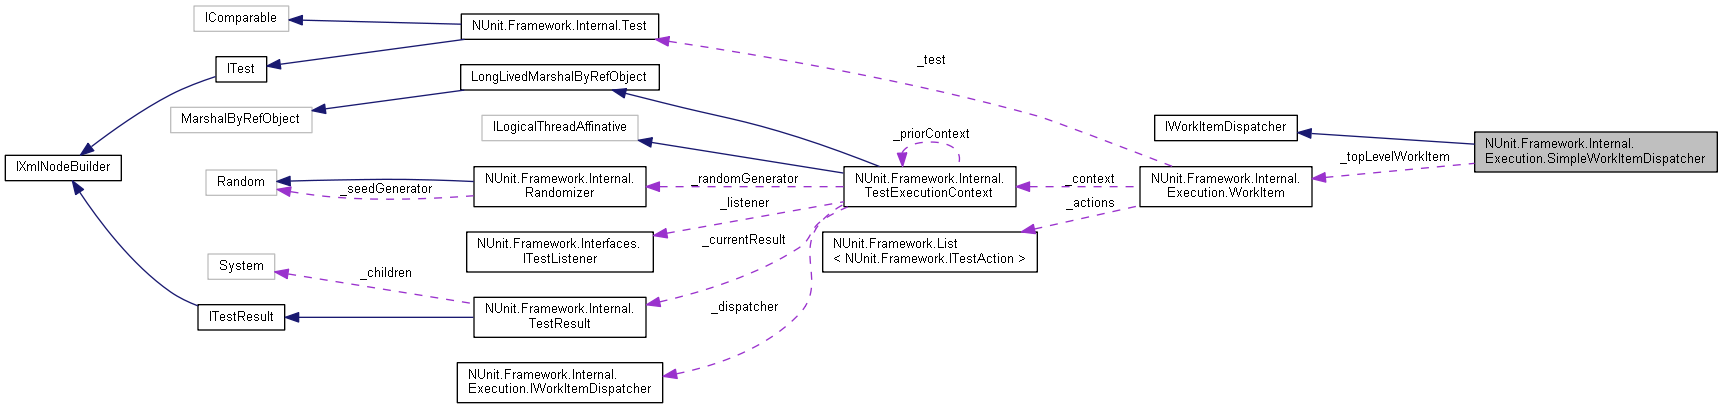 IComparable
NUnit.Framework.Internal.Test
ITest
_test
LongLivedMarshalByRefObject
MarshalByRefObject
ILogicalThreadAffinative
_priorContext
IWorkItemDispatcher
NUnit.Framework.Internal.
Execution.SimpleWorkItemDispatcher
_topLevelWorkItem
IXmlNodeBuilder
Random
_seedGenerator
NUnit.Framework.Internal.
Randomizer
_randomGenerator
NUnit.Framework.Internal.
TestExecutionContext
_context
NUnit.Framework.Internal.
Execution.WorkItem
_listener
_actions
NUnit.Framework.Interfaces.
ITestListener
_currentResult
NUnit.Framework.List
< NUnit.Framework.ITestAction >
System
_children
ITestResult
NUnit.Framework.Internal.
TestResult
_dispatcher
NUnit.Framework.Internal.
Execution.IWorkItemDispatcher